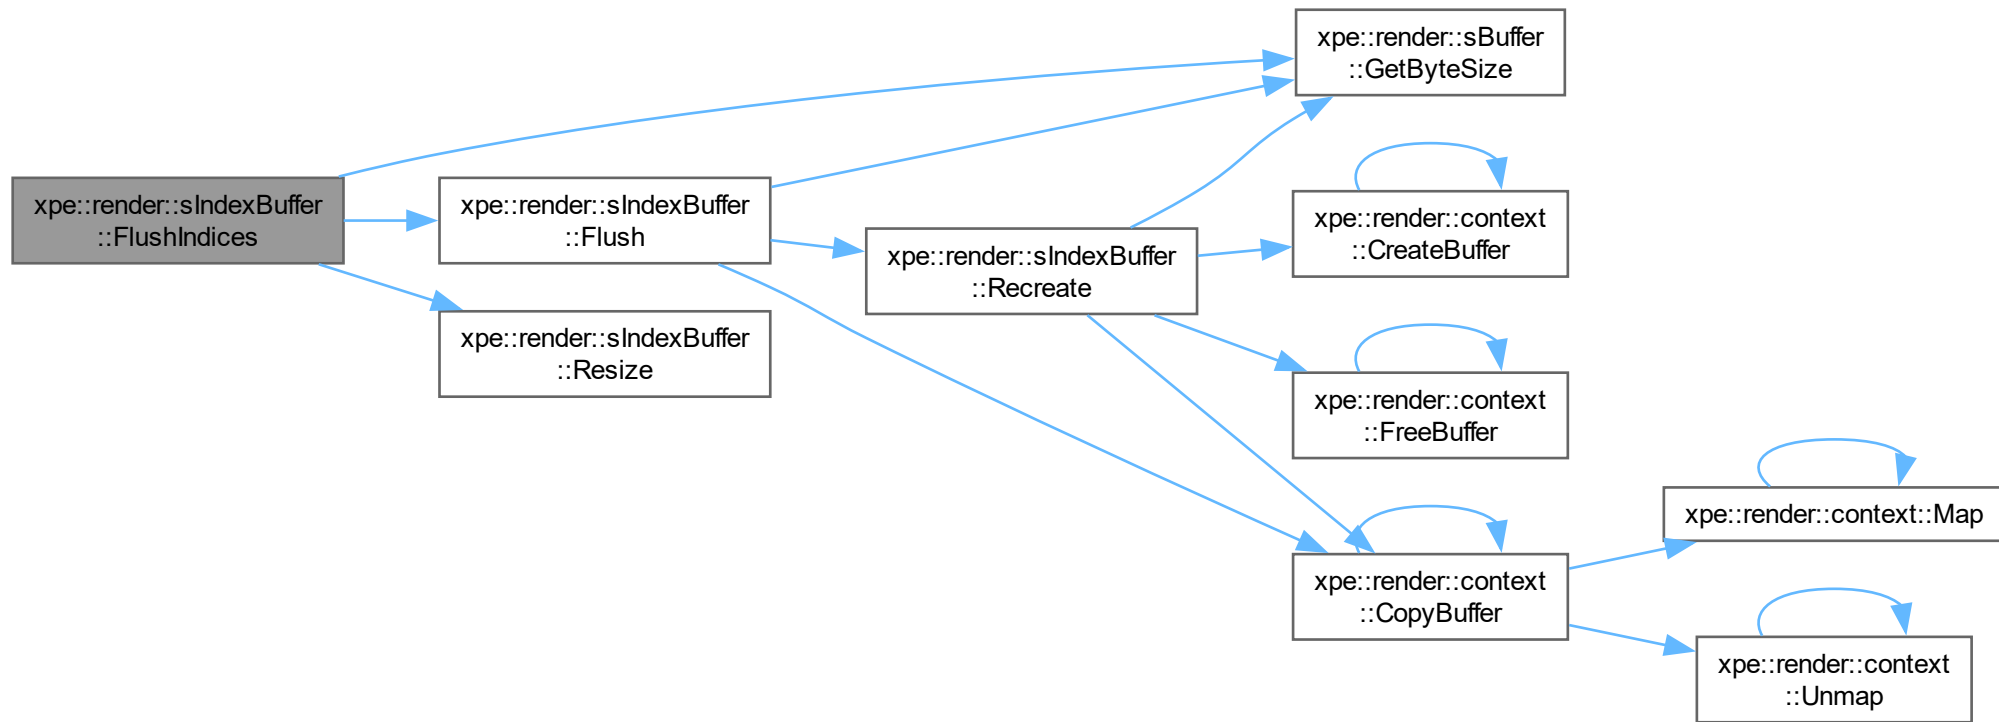 xpe::render::sBuffer
::GetByteSize
xpe::render::sIndexBuffer
::FlushIndices
xpe::render::sIndexBuffer
::Flush
xpe::render::context
::CreateBuffer
xpe::render::sIndexBuffer
::Recreate
xpe::render::sIndexBuffer
::Resize
xpe::render::context
::FreeBuffer
xpe::render::context::Map
xpe::render::context
::CopyBuffer
xpe::render::context
::Unmap